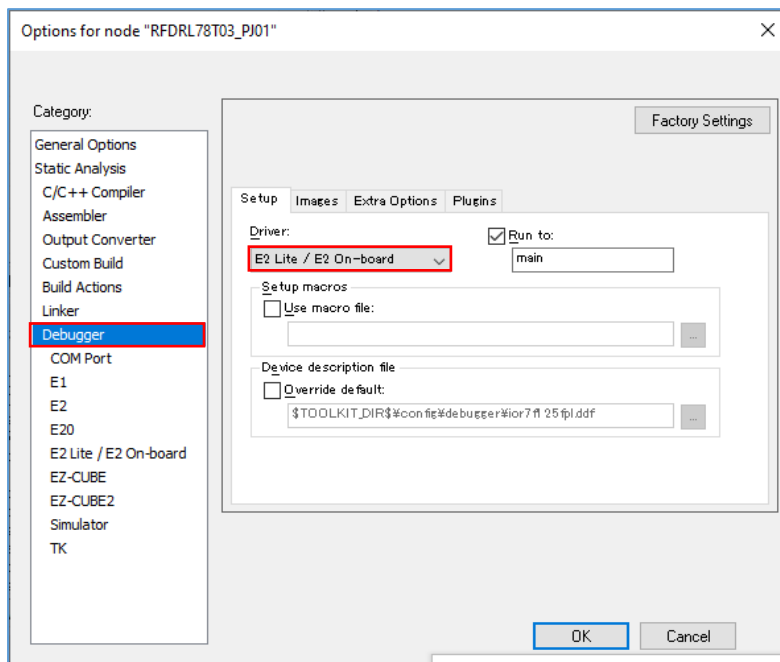 Options for node "RFDRL78T03_PJ01"
Category:
Factory Settings
General Options
Static Analysis
C/C++ Compiler
Assembler
Output Converter
Custom Build
Build Actions
Linker
Debugger
COM Port
E1
E2
E20
E2 Lite / E2 On-board
EZ-CUBE
EZ-CUBE2
Simulator
TK
Setup Images Extra Options Plugins
Driver:
E2 Lite / E2 On-board
Run to:
main
Setup macros
Use macro file:
...
Device description file
Override default:
$TOOLKIT_DIR$¥config¥debugger¥ior7f125fpl.ddf
...
OK Cancel